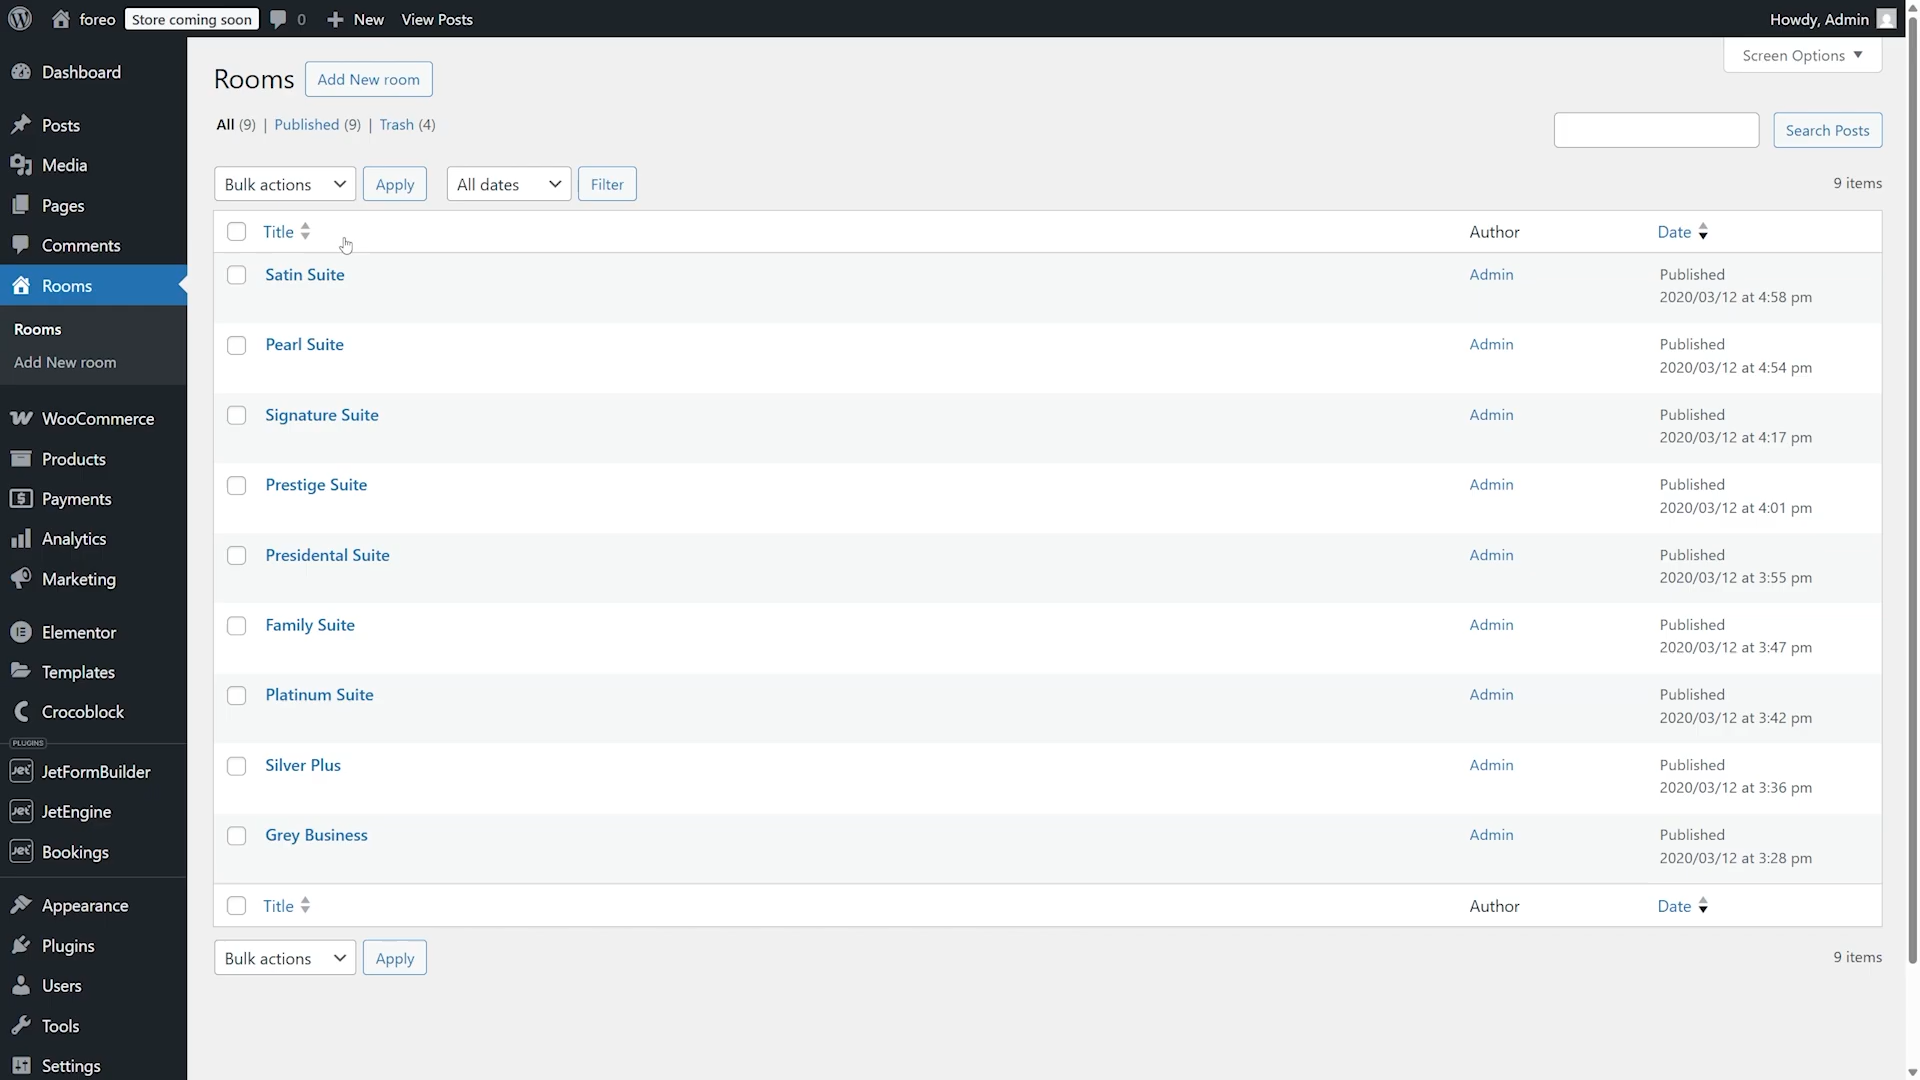 foreo
Store coming soon
0
New
View Posts
Howdy, Admin
Dashboard
Posts
Media
Pages
Comments
Rooms
Rooms
Add New room
WooCommerce
Products
Payments
Analytics
Marketing
Elementor
Templates
Crocoblock
PLUGINS
JetFormBuilder
JetEngine
Bookings
Appearance
Plugins
Users
Tools
Settings
Screen Options
Rooms
Add New room
All (9) | Published (9) | Trash (4)
Search Posts
Bulk actions
Apply
All dates
Filter
9 items
Title
Author
Date
Satin Suite
Admin
Published
2020/03/12 at 4:58 pm
Pearl Suite
Admin
Published
2020/03/12 at 4:54 pm
Signature Suite
Admin
Published
2020/03/12 at 4:17 pm
Prestige Suite
Admin
Published
2020/03/12 at 4:01 pm
Presidental Suite
Admin
Published
2020/03/12 at 3:55 pm
Family Suite
Admin
Published
2020/03/12 at 3:47 pm
Platinum Suite
Admin
Published
2020/03/12 at 3:42 pm
Silver Plus
Admin
Published
2020/03/12 at 3:36 pm
Grey Business
Admin
Published
2020/03/12 at 3:28 pm
Title
Author
Date
Bulk actions
Apply
9 items